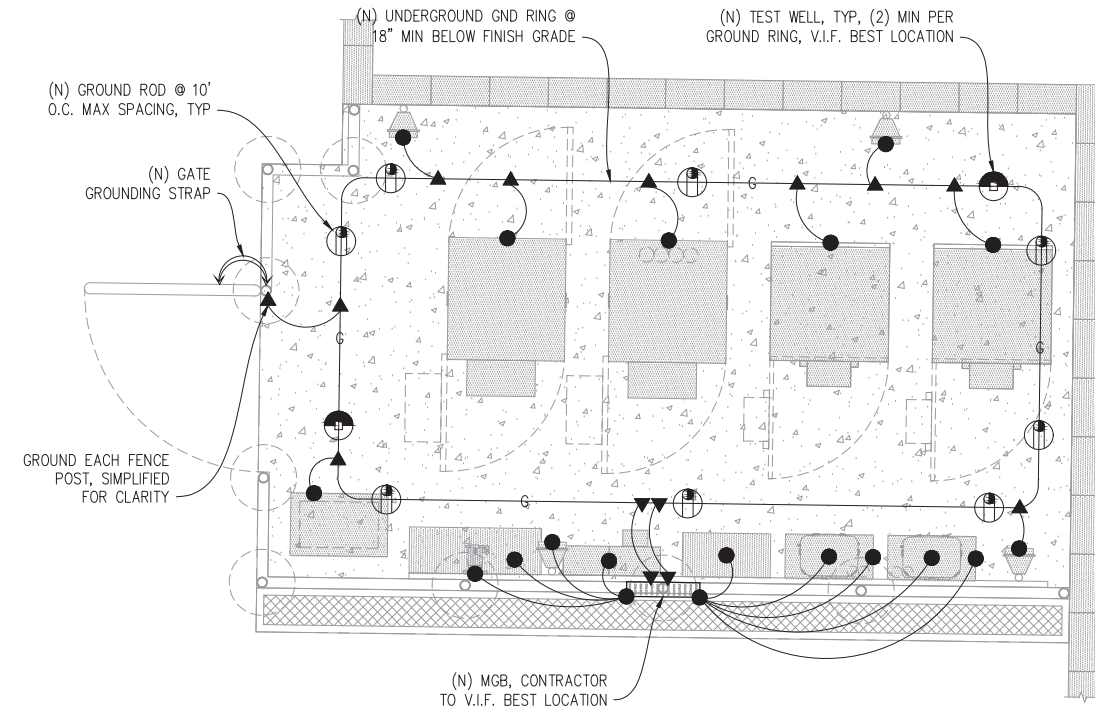 (N) UNDERGROUND GND RING @
18" MIN BELOW FINISH GRADE
(N) TEST WELL, TYP, (2) MIN PER
GROUND RING, V.I.F. BEST LOCATION
(N) GROUND ROD @ 10'
O.C. MAX SPACING, TYP
(N) GATE
GROUNDING STRAP
G
G
G
GROUND EACH FENCE
POST, SIMPLIFIED
FOR CLARITY
G
(N) MGB, CONTRACTOR
TO V.I.F. BEST LOCATION